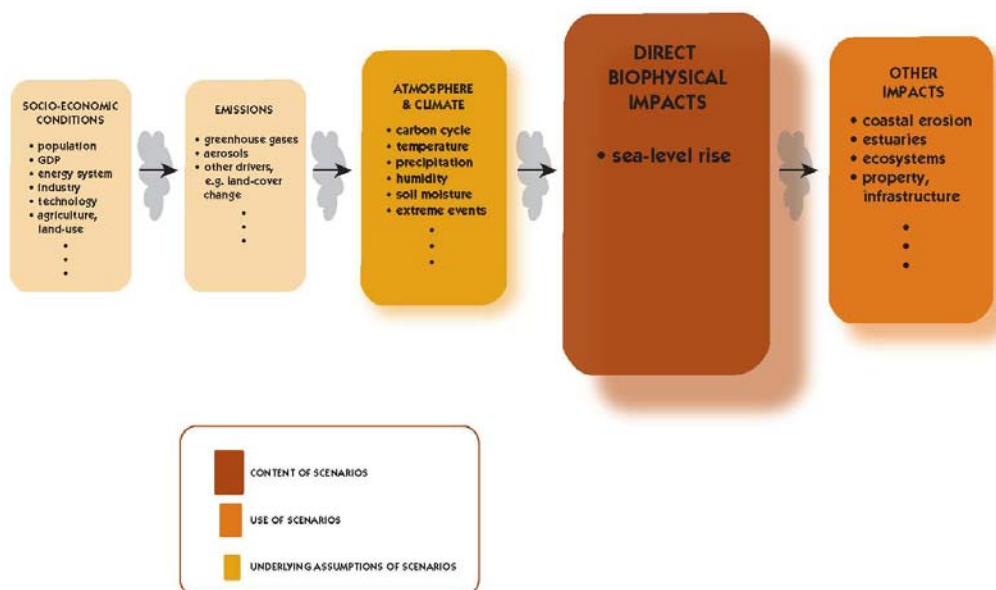 SOCIO-ECONOMIC
CONDITIONS
• population
• GDP
• energy system
• industry
• technology
• agriculture,
land-use
EMISSIONS
• greenhouse gases
• aerosols
• other drivers,
e.g. land-cover
change
ATMOSPHERE
& CLIMATE
• carbon cycle
• temperature
• precipitation
• humidity
• soil moisture
• extreme events
DIRECT
BIOPHYSICAL
IMPACTS
• sea-level rise
OTHER
IMPACTS
• coastal erosion
• estuaries
• ecosystems
• property,
infrastructure
CONTENT OF SCENARIOS
USE OF SCENARIOS
UNDERLYING ASSUMPTIONS OF SCENARIOS